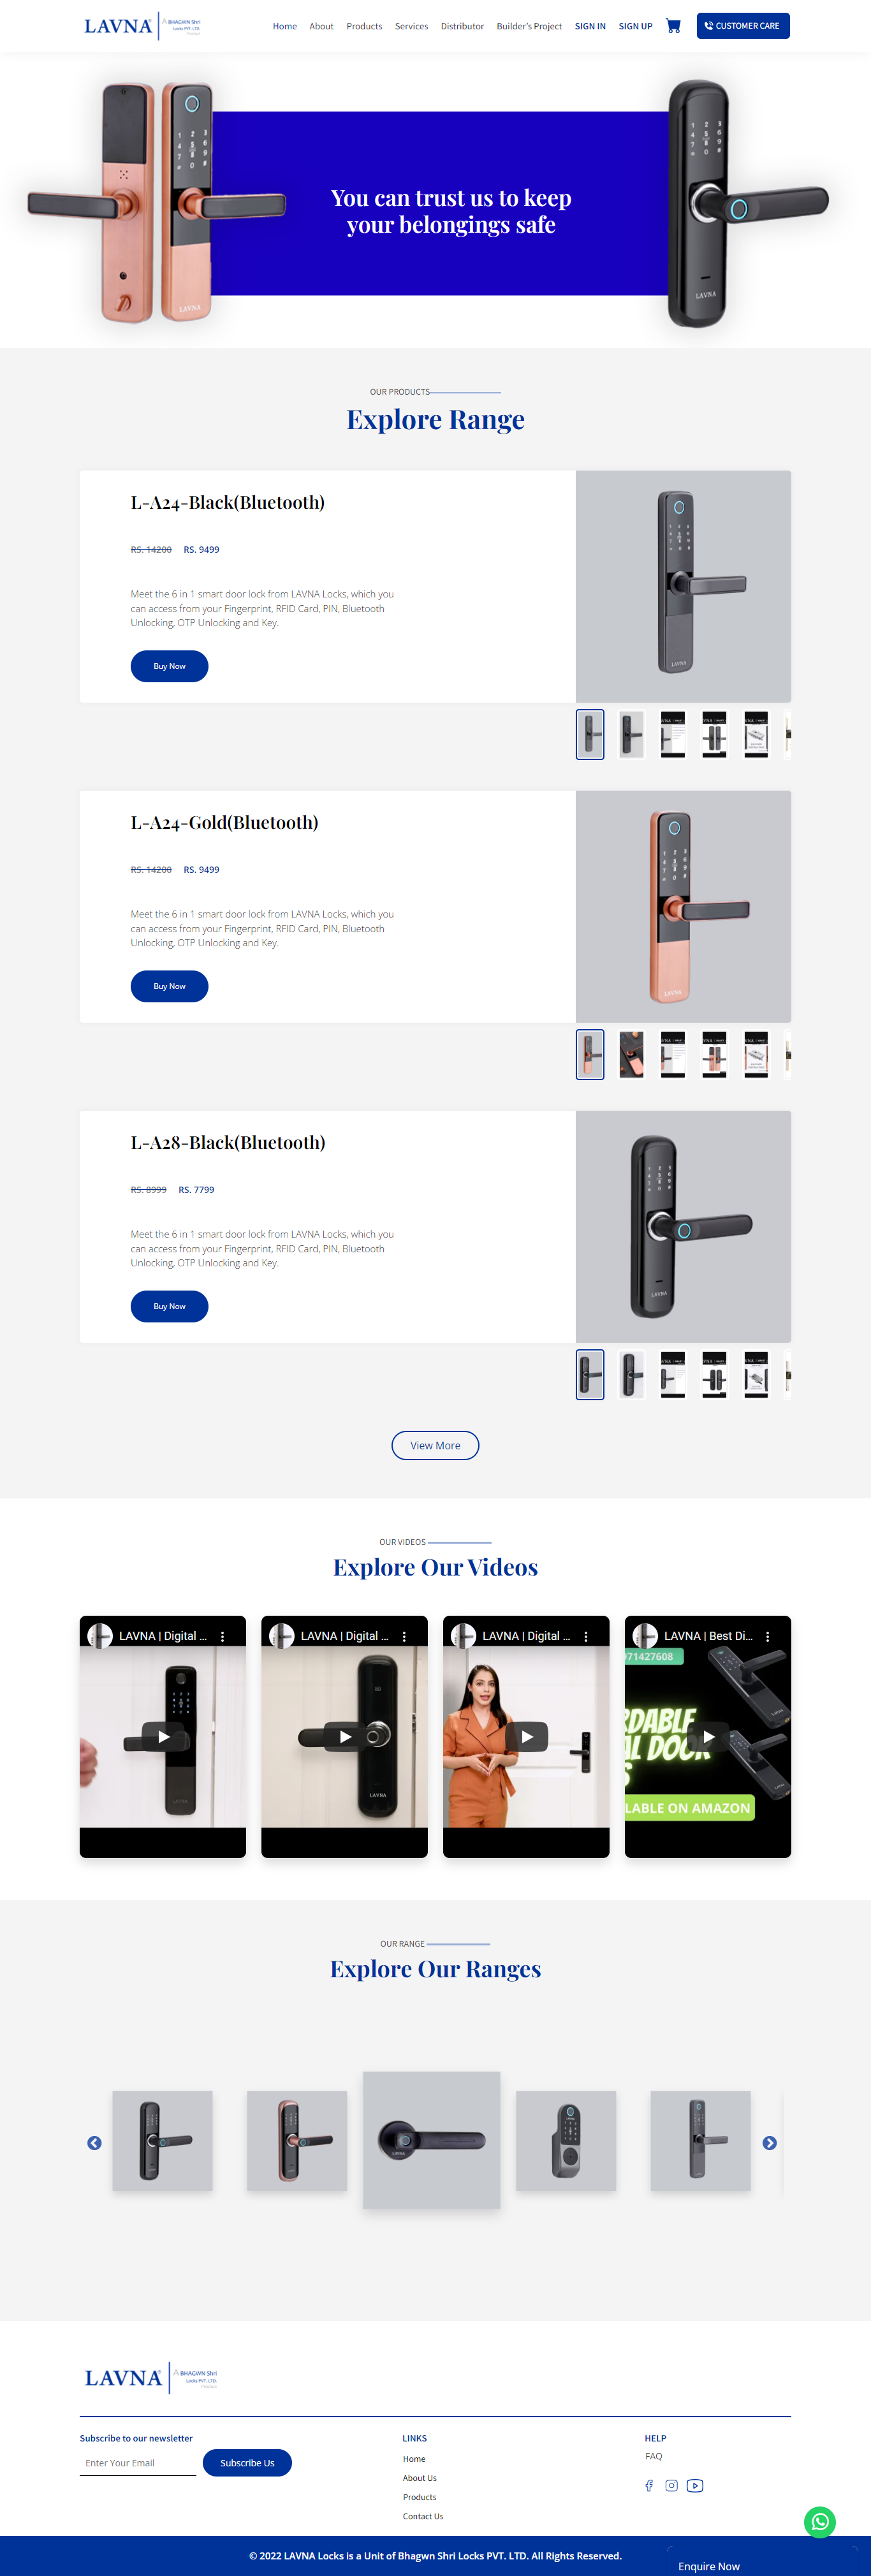 LAVNA
A BHAGWN Shri
Locks PVT. LTD.
Home About Products Services Distributor Builder's Project SIGN IN SIGN UP CUSTOMER CARE
You can trust us to keep
your belongings safe
LAVNA
LAVNA
OUR PRODUCTS
Explore Range
L-A24-Black(Bluetooth)
RS. 14200 RS. 9499
Meet the 6 in 1 smart door lock from LAVNA Locks, which you
can access from your Fingerprint, RFID Card, PIN, Bluetooth
Unlocking, OTP Unlocking and Key.
Buy Now
LAVNA
L-A24-Gold(Bluetooth)
RS. 14200 RS. 9499
Meet the 6 in 1 smart door lock from LAVNA Locks, which you
can access from your Fingerprint, RFID Card, PIN, Bluetooth
Unlocking, OTP Unlocking and Key.
Buy Now
LAVNA
L-A28-Black(Bluetooth)
RS. 8999 RS. 7799
Meet the 6 in 1 smart door lock from LAVNA Locks, which you
can access from your Fingerprint, RFID Card, PIN, Bluetooth
Unlocking, OTP Unlocking and Key.
Buy Now
LAVNA
View More
OUR VIDEOS
Explore Our Videos
LAVNA | Digital ...
LAVNA
LAVNA | Digital ...
LAVNA
LAVNA | Digital ...
LAVNA | Best Di...
971427608
RDABLE
AL DOOR
S
LABLE ON AMAZON
OUR RANGE
Explore Our Ranges
LAVNA
LAVNA
A BHAGWN Shri
Locks PVT. LTD.
Subscribe to our newsletter
Enter Your Email
Subscribe Us
LINKS
Home
About Us
Products
Contact Us
HELP
FAQ
© 2022 LAVNA Locks is a Unit of Bhagwn Shri Locks PVT. LTD. All Rights Reserved.
Enquire Now